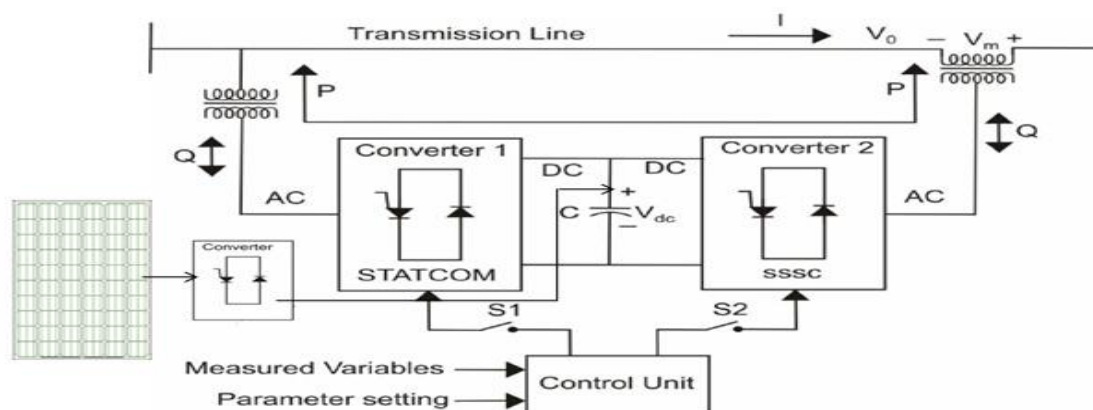 Transmission Line
I
V0
− Vm +
P
P
Q
Q
Converter 1
Converter 2
DC
DC
AC
AC
+
C
Vdc
−
Converter
STATCOM
sssc
S1
S2
Measured Variables
Control Unit
Parameter setting